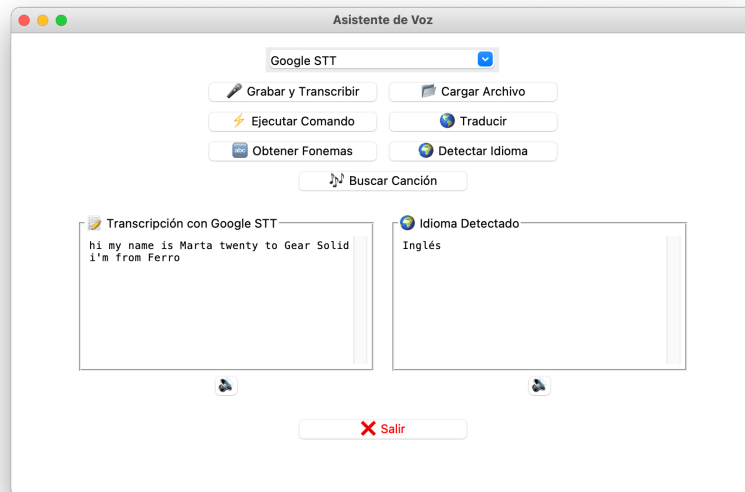 Asistente de Voz
Google STT
Grabar y Transcribir
Cargar Archivo
Ejecutar Comando
Traducir
abc Obtener Fonemas
Detectar Idioma
Buscar Canción
Transcripción con Google STT
hi my name is Marta twenty to Gear Solid
i'm from Ferro
Idioma Detectado
Inglés
Salir